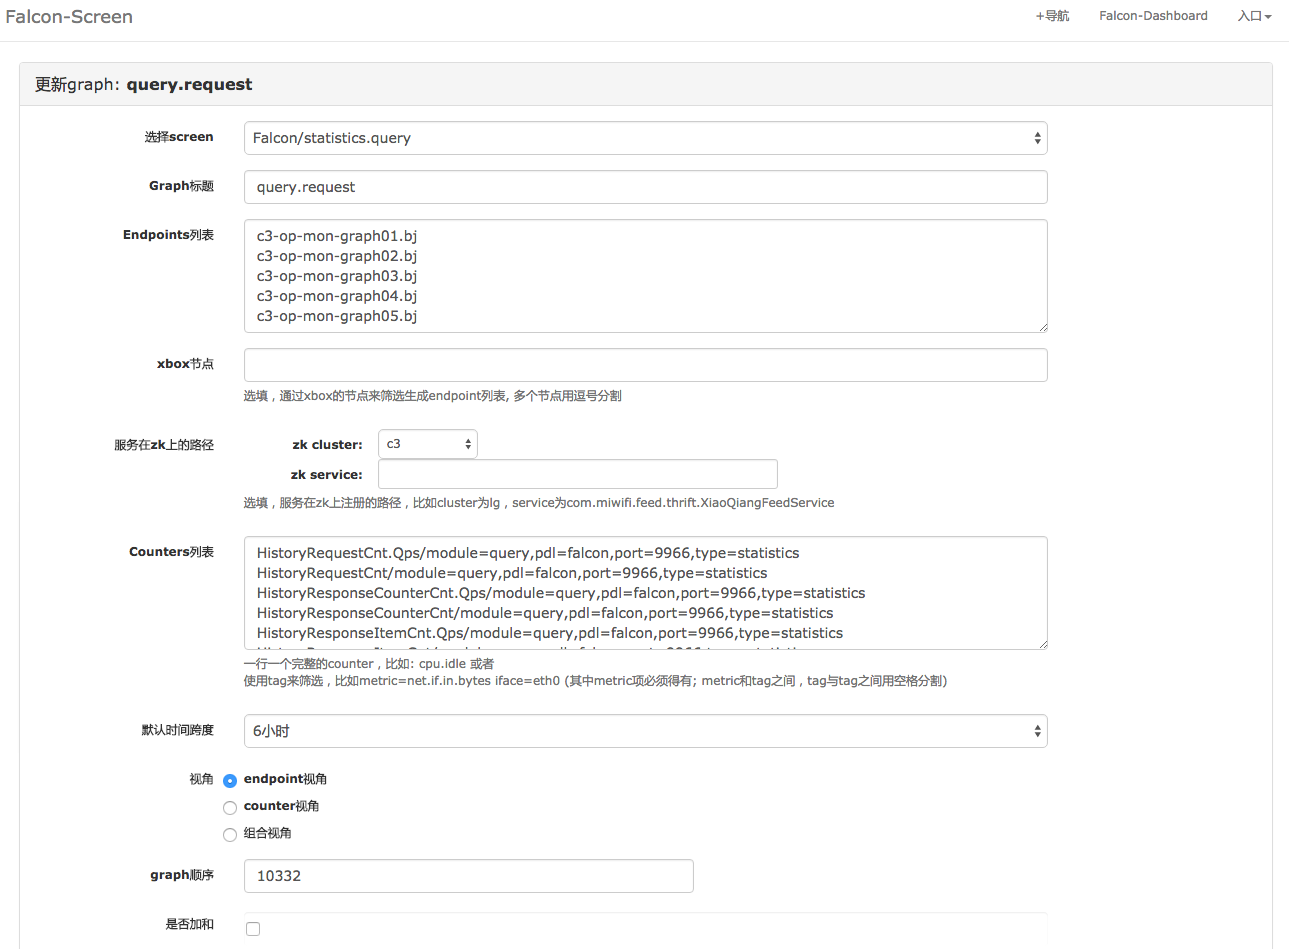 Falcon-Screen
+导航 Falcon-Dashboard 入口
更新graph: query.request
选择screen Falcon/statistics.query
Graph标题 query.request
Endpoints列表 c3-op-mon-graph01.bj
c3-op-mon-graph02.bj
c3-op-mon-graph03.bj
c3-op-mon-graph04.bj
c3-op-mon-graph05.bj
xbox节点
选填，通过xbox的节点来筛选生成endpoint列表, 多个节点用逗号分割
服务在zk上的路径 zk cluster: c3
zk service:
选填，服务在zk上注册的路径，比如cluster为lg，service为com.miwifi.feed.thrift.XiaoQiangFeedService
Counters列表 HistoryRequestCnt.Qps/module=query,pdl=falcon,port=9966,type=statistics
HistoryRequestCnt/module=query,pdl=falcon,port=9966,type=statistics
HistoryResponseCounterCnt.Qps/module=query,pdl=falcon,port=9966,type=statistics
HistoryResponseCounterCnt/module=query,pdl=falcon,port=9966,type=statistics
HistoryResponseItemCnt.Qps/module=query,pdl=falcon,port=9966,type=statistics
一行一个完整的counter，比如: cpu.idle 或者
使用tag来筛选，比如metric=net.if.in.bytes iface=eth0 (其中metric项必须得有; metric和tag之间，tag与tag之间用空格分割)
默认时间跨度 6小时
视角 endpoint视角
counter视角
组合视角
graph顺序 10332
是否加和